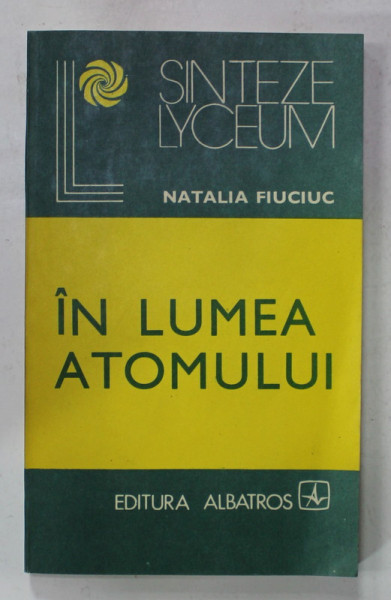 SINTEZE
LYCEUM
NATALIA FIUCIUC
ÎN LUMEA
ATOMULUI
EDITURA ALBATROS